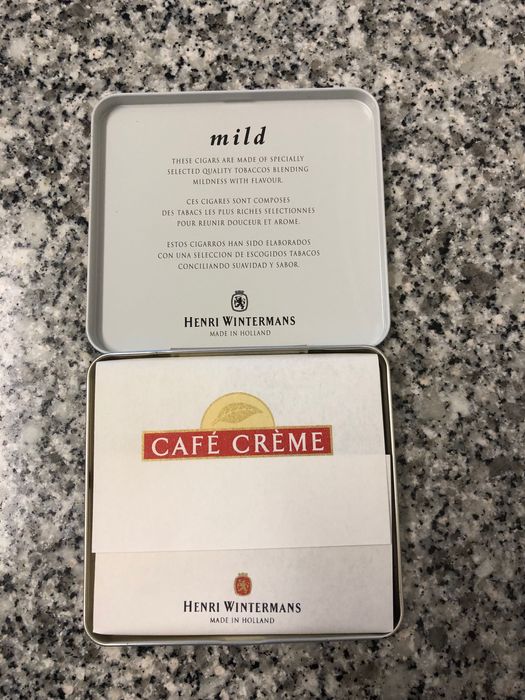 mild
THESE CIGARS ARE MADE OF SPECIALLY
SELECTED QUALITY TOBACCOS BLENDING
MILDNESS WITH FLAVOUR.
CES CIGARES SONT COMPOSES
DES TABACS LES PLUS RICHES SELECTIONNES
POUR REUNIR DOUCEUR ET AROME.
ESTOS CIGARROS HAN SIDO ELABORADOS
CON UNA SELECCION DE ESCOGIDOS TABACOS
CONCILIANDO SUAVIDAD Y SABOR.
HENRI WINTERMANS
MADE IN HOLLAND
CAFÉ CRÈME
HENRI WINTERMANS
MADE IN HOLLAND